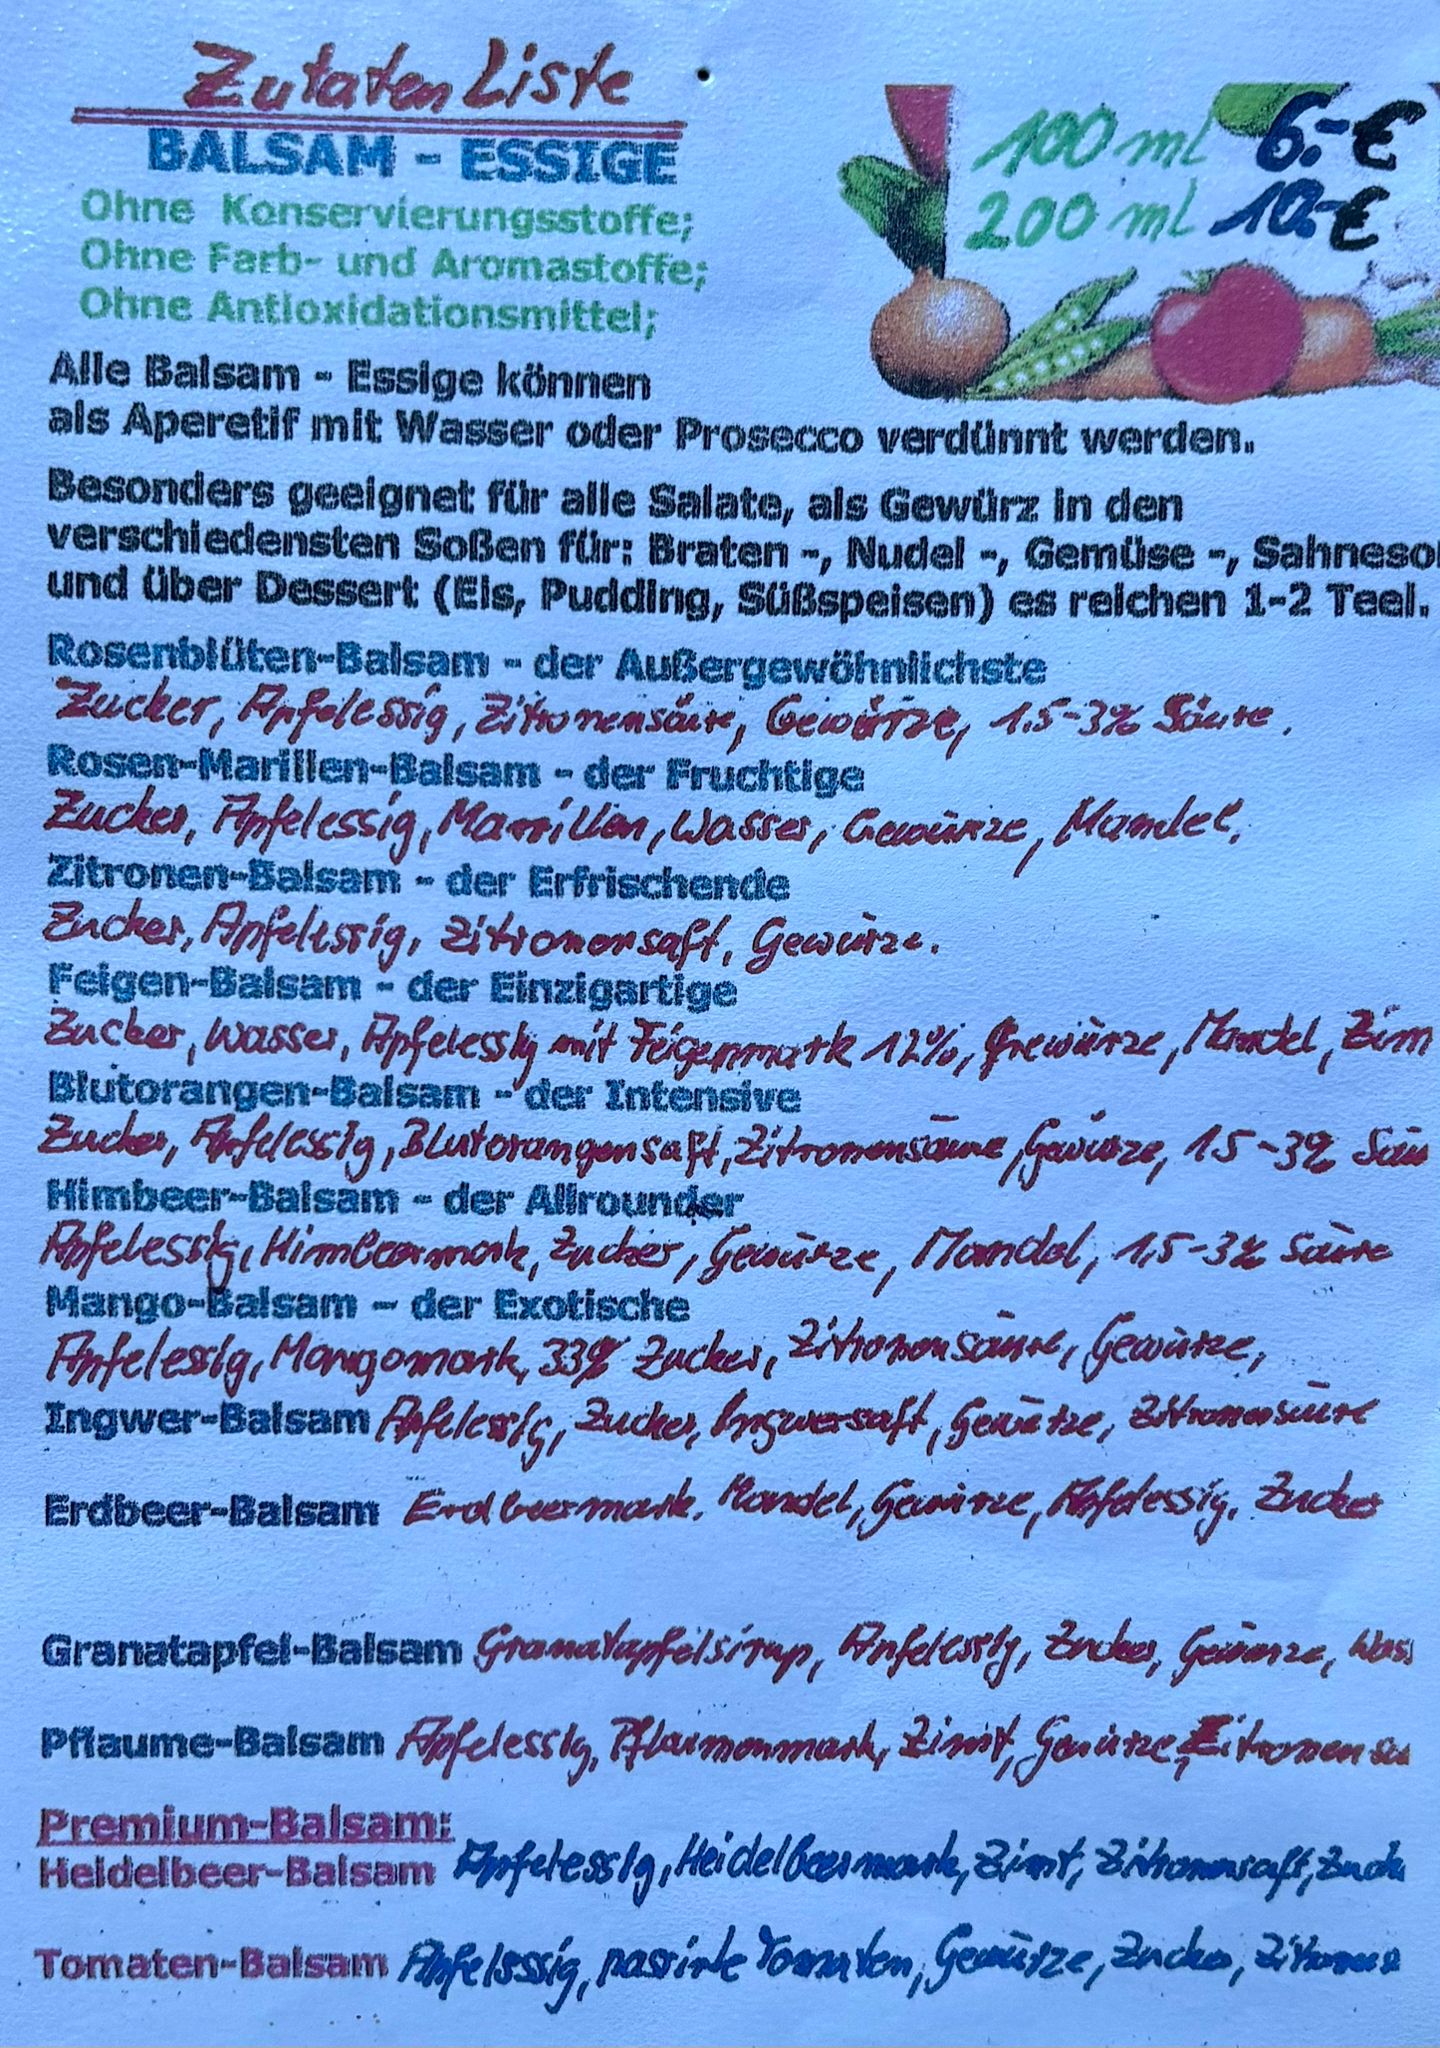 Zutaten Liste
BALSAM - ESSIGE
Ohne Konservierungsstoffe;
Ohne Farb- und Aromastoffe;
Ohne Antioxidationsmittel;
100 ml 6.-€
200 ml 10.-€
Alle Balsam - Essige können
als Aperetif mit Wasser oder Prosecco verdünnt werden.
Besonders geeignet für alle Salate, als Gewürz in den
verschiedensten Soßen für: Braten -, Nudel -, Gemüse -, Sahneso
und über Dessert (Eis, Pudding, Süßspeisen) es reichen 1-2 Teel.
Rosenblüten-Balsam - der Außergewöhnlichste
Zucker, Apfelessig, Zitronensäure, Gewürze, 1.5-3% Säure.
Rosen-Marillen-Balsam - der Fruchtige
Zucker, Apfelessig, Marillen, Wasser, Gewürze, Mandel.
Zitronen-Balsam - der Erfrischende
Zucker, Apfelessig, Zitronensaft, Gewürze.
Feigen-Balsam - der Einzigartige
Zucker, Wasser, Apfelessig mit Feigenmark 12%, Gewürze, Mandel, Zim
Blutorangen-Balsam - der Intensive
Zucker, Apfelessig, Blutorangensaft, Zitronensäure, Gewürze, 1.5-3% Säu
Himbeer-Balsam - der Allrounder
Apfelessig, Himbeermark, Zucker, Gewürze, Mandel, 1,5-3% Säure
Mango-Balsam – der Exotische
Apfelessig, Mangomark, 33% Zucker, Zitronensäure, Gewürze,
Ingwer-Balsam Apfelessig, Zucker, Ingwersaft, Gewürze, Zitronensäure
Erdbeer-Balsam Erdbeermark. Mandel, Gewürze, Apfelessig, Zucker
Granatapfel-Balsam Granatapfelsirup, Apfelessig, Zucker, Gewürze, Wass
Pflaume-Balsam Apfelessig, Pflaumenmark, Zimt, Gewürze, Zitronensä
Premium-Balsam:
Heidelbeer-Balsam Apfelessig, Heidelbeermark, Zimt, Zitronensaft, Zuck
Tomaten-Balsam Apfelessig, passirte Tomaten, Gewürze, Zucker, Zitrone